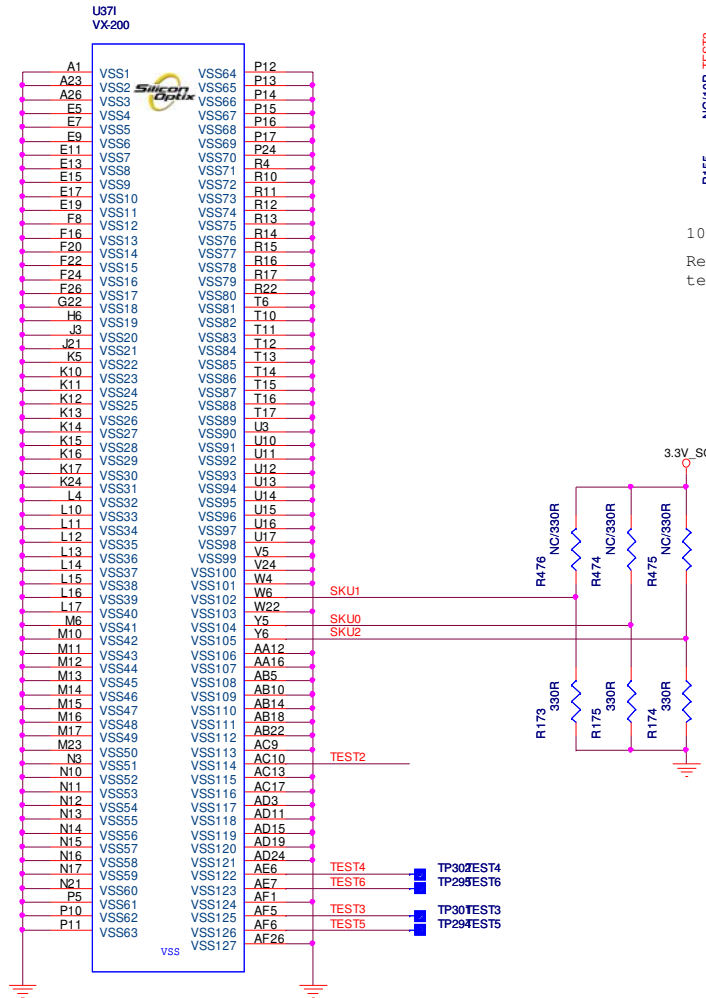 U37I
VX-200
Silicon Optix
A1 VSS1 VSS64 P12
A23 VSS2 VSS65 P13
A26 VSS3 VSS66 P14
E5 VSS4 VSS67 P15
E7 VSS5 VSS68 P16
E9 VSS6 VSS69 P17
E11 VSS7 VSS70 P24
E13 VSS8 VSS71 R4
E15 VSS9 VSS72 R10
E17 VSS10 VSS73 R11
E19 VSS11 VSS74 R12
F8 VSS12 VSS75 R13
F16 VSS13 VSS76 R14
F20 VSS14 VSS77 R15
F22 VSS15 VSS78 R16
F24 VSS16 VSS79 R17
F26 VSS17 VSS80 R22
G22 VSS18 VSS81 T6
H6 VSS19 VSS82 T10
J3 VSS20 VSS83 T11
J21 VSS21 VSS84 T12
K5 VSS22 VSS85 T13
K10 VSS23 VSS86 T14
K11 VSS24 VSS87 T15
K12 VSS25 VSS88 T16
K13 VSS26 VSS89 T17
K14 VSS27 VSS90 U3
K15 VSS28 VSS91 U10
K16 VSS29 VSS92 U11
K17 VSS30 VSS93 U12
K24 VSS31 VSS94 U13
L4 VSS32 VSS95 U14
L10 VSS33 VSS96 U15
L11 VSS34 VSS97 U16
L12 VSS35 VSS98 U17
L13 VSS36 VSS99 V5
L14 VSS37 VSS100 V24
L15 VSS38 VSS101 W4
L16 VSS39 VSS102 W6 SKU1
L17 VSS40 VSS103 W22
M6 VSS41 VSS104 Y5 SKU0
M10 VSS42 VSS105 Y6 SKU2
M11 VSS43 VSS106 AA12
M12 VSS44 VSS107 AA16
M13 VSS45 VSS108 AB5
M14 VSS46 VSS109 AB10
M15 VSS47 VSS110 AB14
M16 VSS48 VSS111 AB18
M17 VSS49 VSS112 AB22
M23 VSS50 VSS113 AC9
N3 VSS51 VSS114 AC10 TEST2
N10 VSS52 VSS115 AC13
N11 VSS53 VSS116 AC17
N12 VSS54 VSS117 AD3
N13 VSS55 VSS118 AD11
N14 VSS56 VSS119 AD15
N15 VSS57 VSS120 AD19
N16 VSS58 VSS121 AD24
N17 VSS59 VSS122 AE6 TEST4 TP302 TEST4
N21 VSS60 VSS123 AE7 TEST6 TP295 TEST6
P5 VSS61 VSS124 AF1
P10 VSS62 VSS125 AF5 TEST3 TP301 TEST3
P11 VSS63 VSS126 AF6 TEST5 TP294 TEST5
VSS127 AF26
VSS
10
Re
te
3.3V_SC
R476 NC/330R
R474 NC/330R
R475 NC/330R
R173 330R
R175 330R
R174 330R